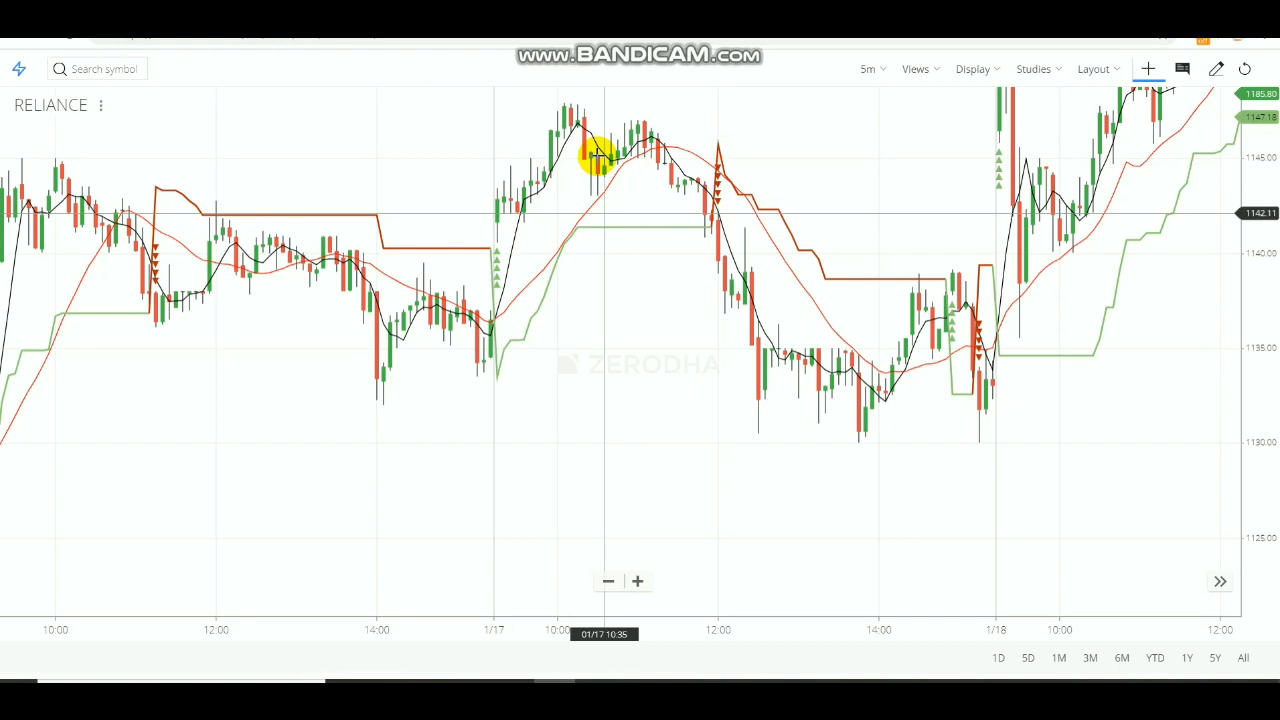 www.BANDICAM.com
Search symbol
5m Views Display Studies Layout
RELIANCE
1185.80
1147.18
1145.00
1142.11
1140.00
1135.00
ZERODHA
1130.00
1125.00
10:00 12:00 14:00 1/17 10:00 12:00 14:00 1/18 10:00 12:00
01/17 10:35
1D 5D 1M 3M 6M YTD 1Y 5Y All